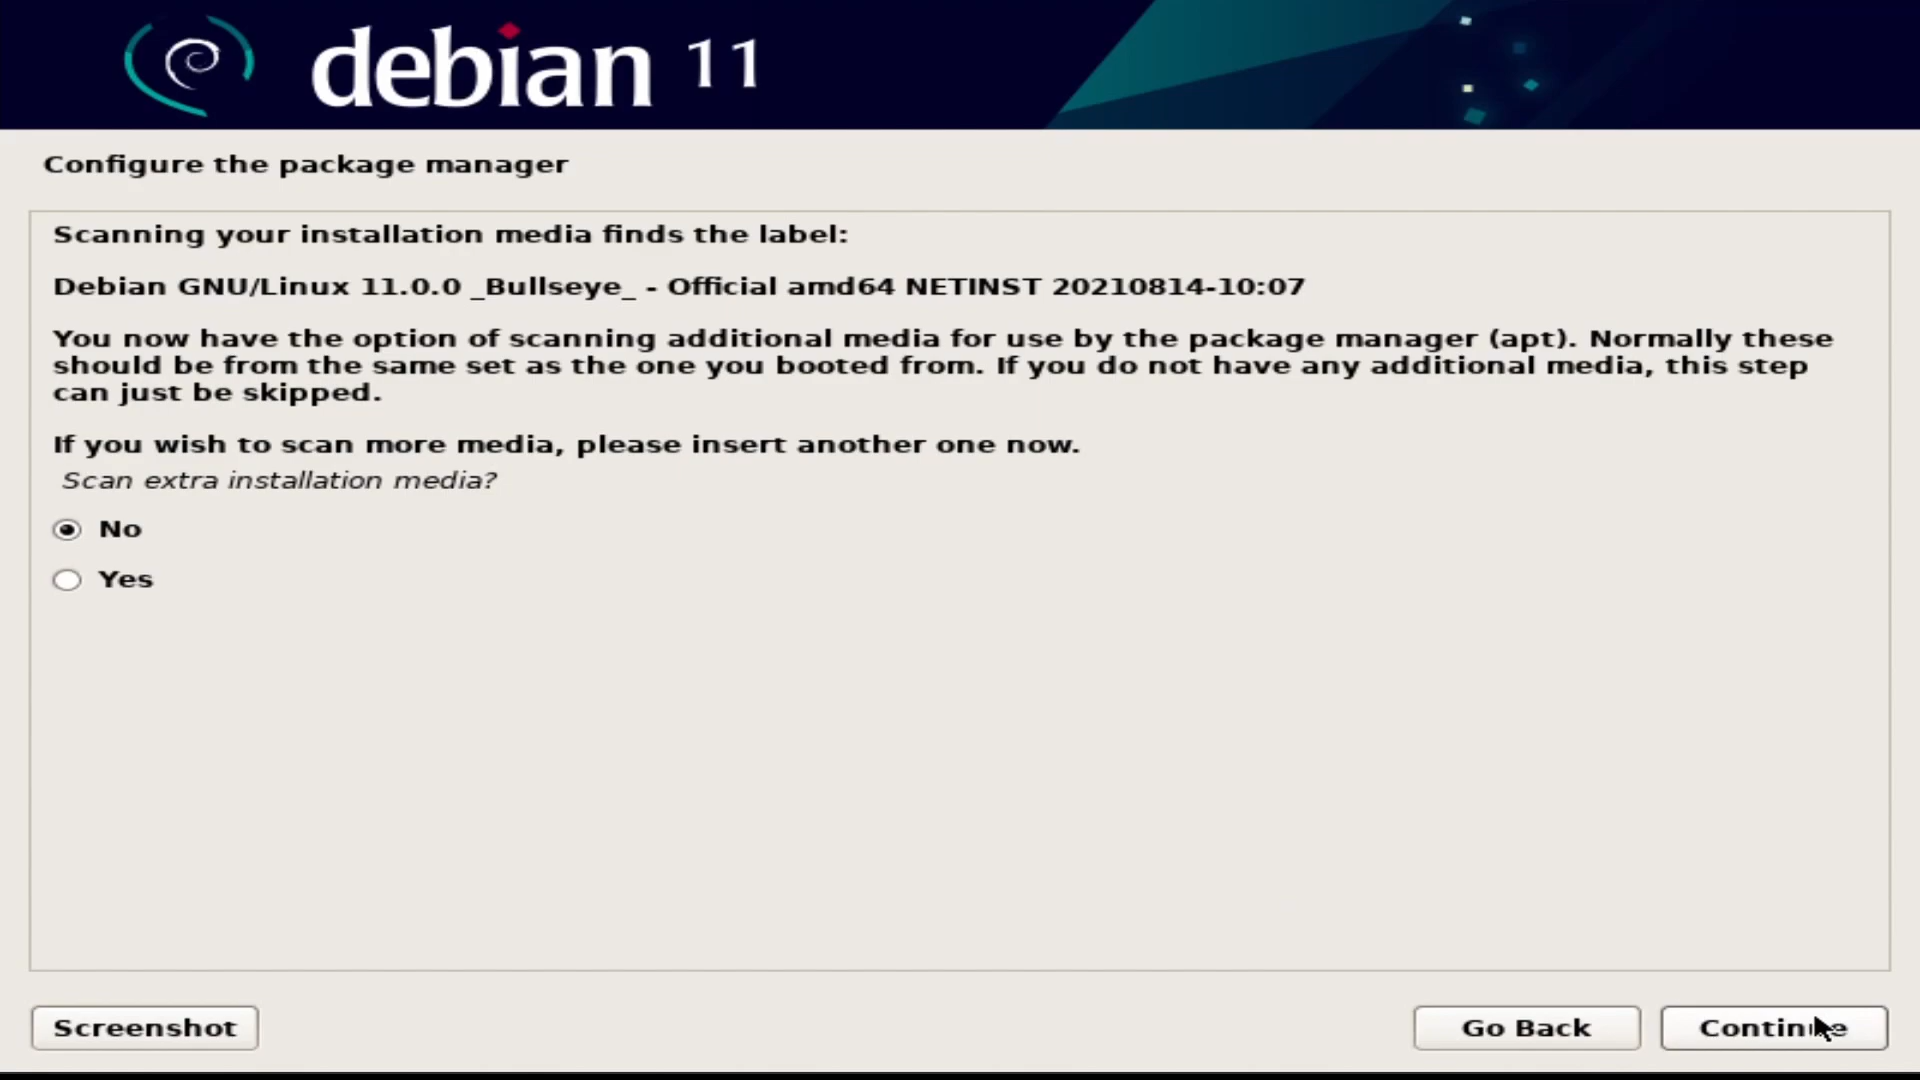 debian 11
Configure the package manager
Scanning your installation media finds the label:
Debian GNU/Linux 11.0.0 _Bullseye_ - Official amd64 NETINST 20210814-10:07
You now have the option of scanning additional media for use by the package manager (apt). Normally these
should be from the same set as the one you booted from. If you do not have any additional media, this step
can just be skipped.
If you wish to scan more media, please insert another one now.
Scan extra installation media?
No
Yes
Screenshot
Go Back
Continue